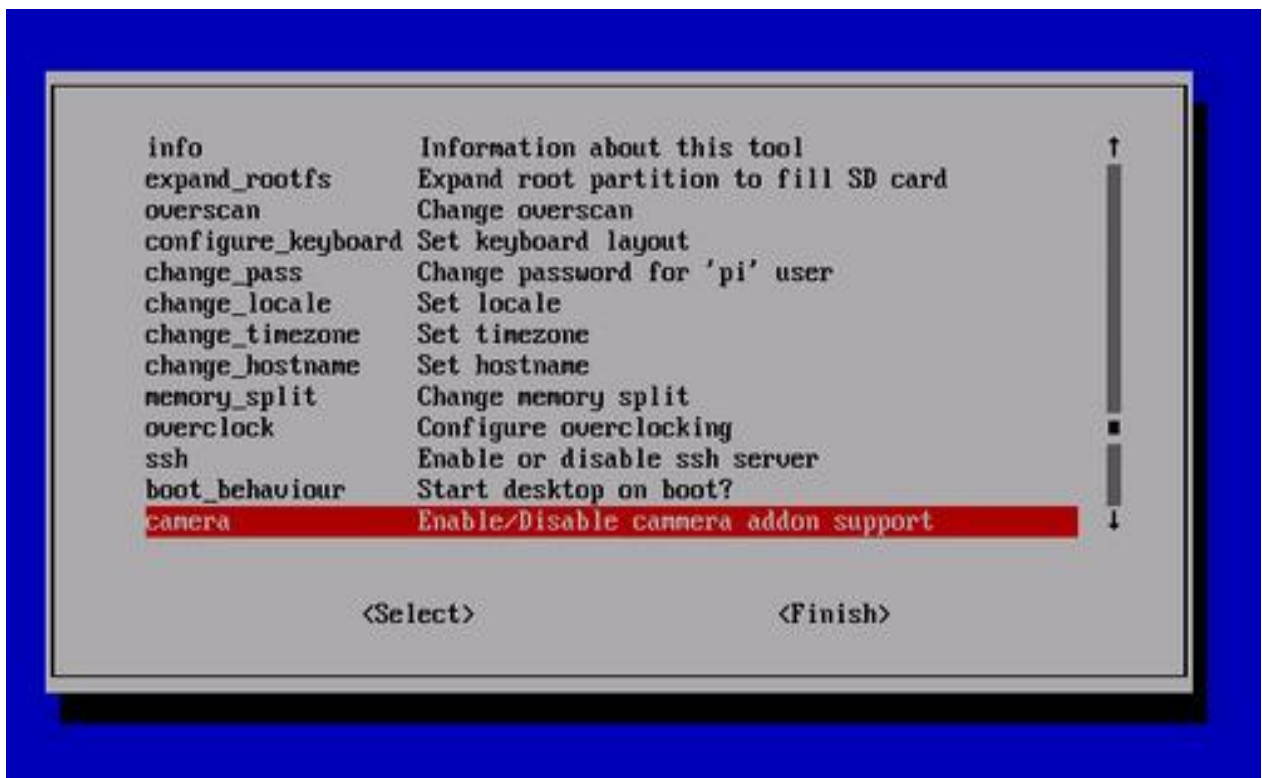 info Information about this tool
expand_rootfs Expand root partition to fill SD card
overscan Change overscan
configure_keyboard Set keyboard layout
change_pass Change password for 'pi' user
change_locale Set locale
change_timezone Set timezone
change_hostname Set hostname
memory_split Change memory split
overclock Configure overclocking
ssh Enable or disable ssh server
boot_behaviour Start desktop on boot?
camera Enable/Disable cammera addon support
<Select> <Finish>